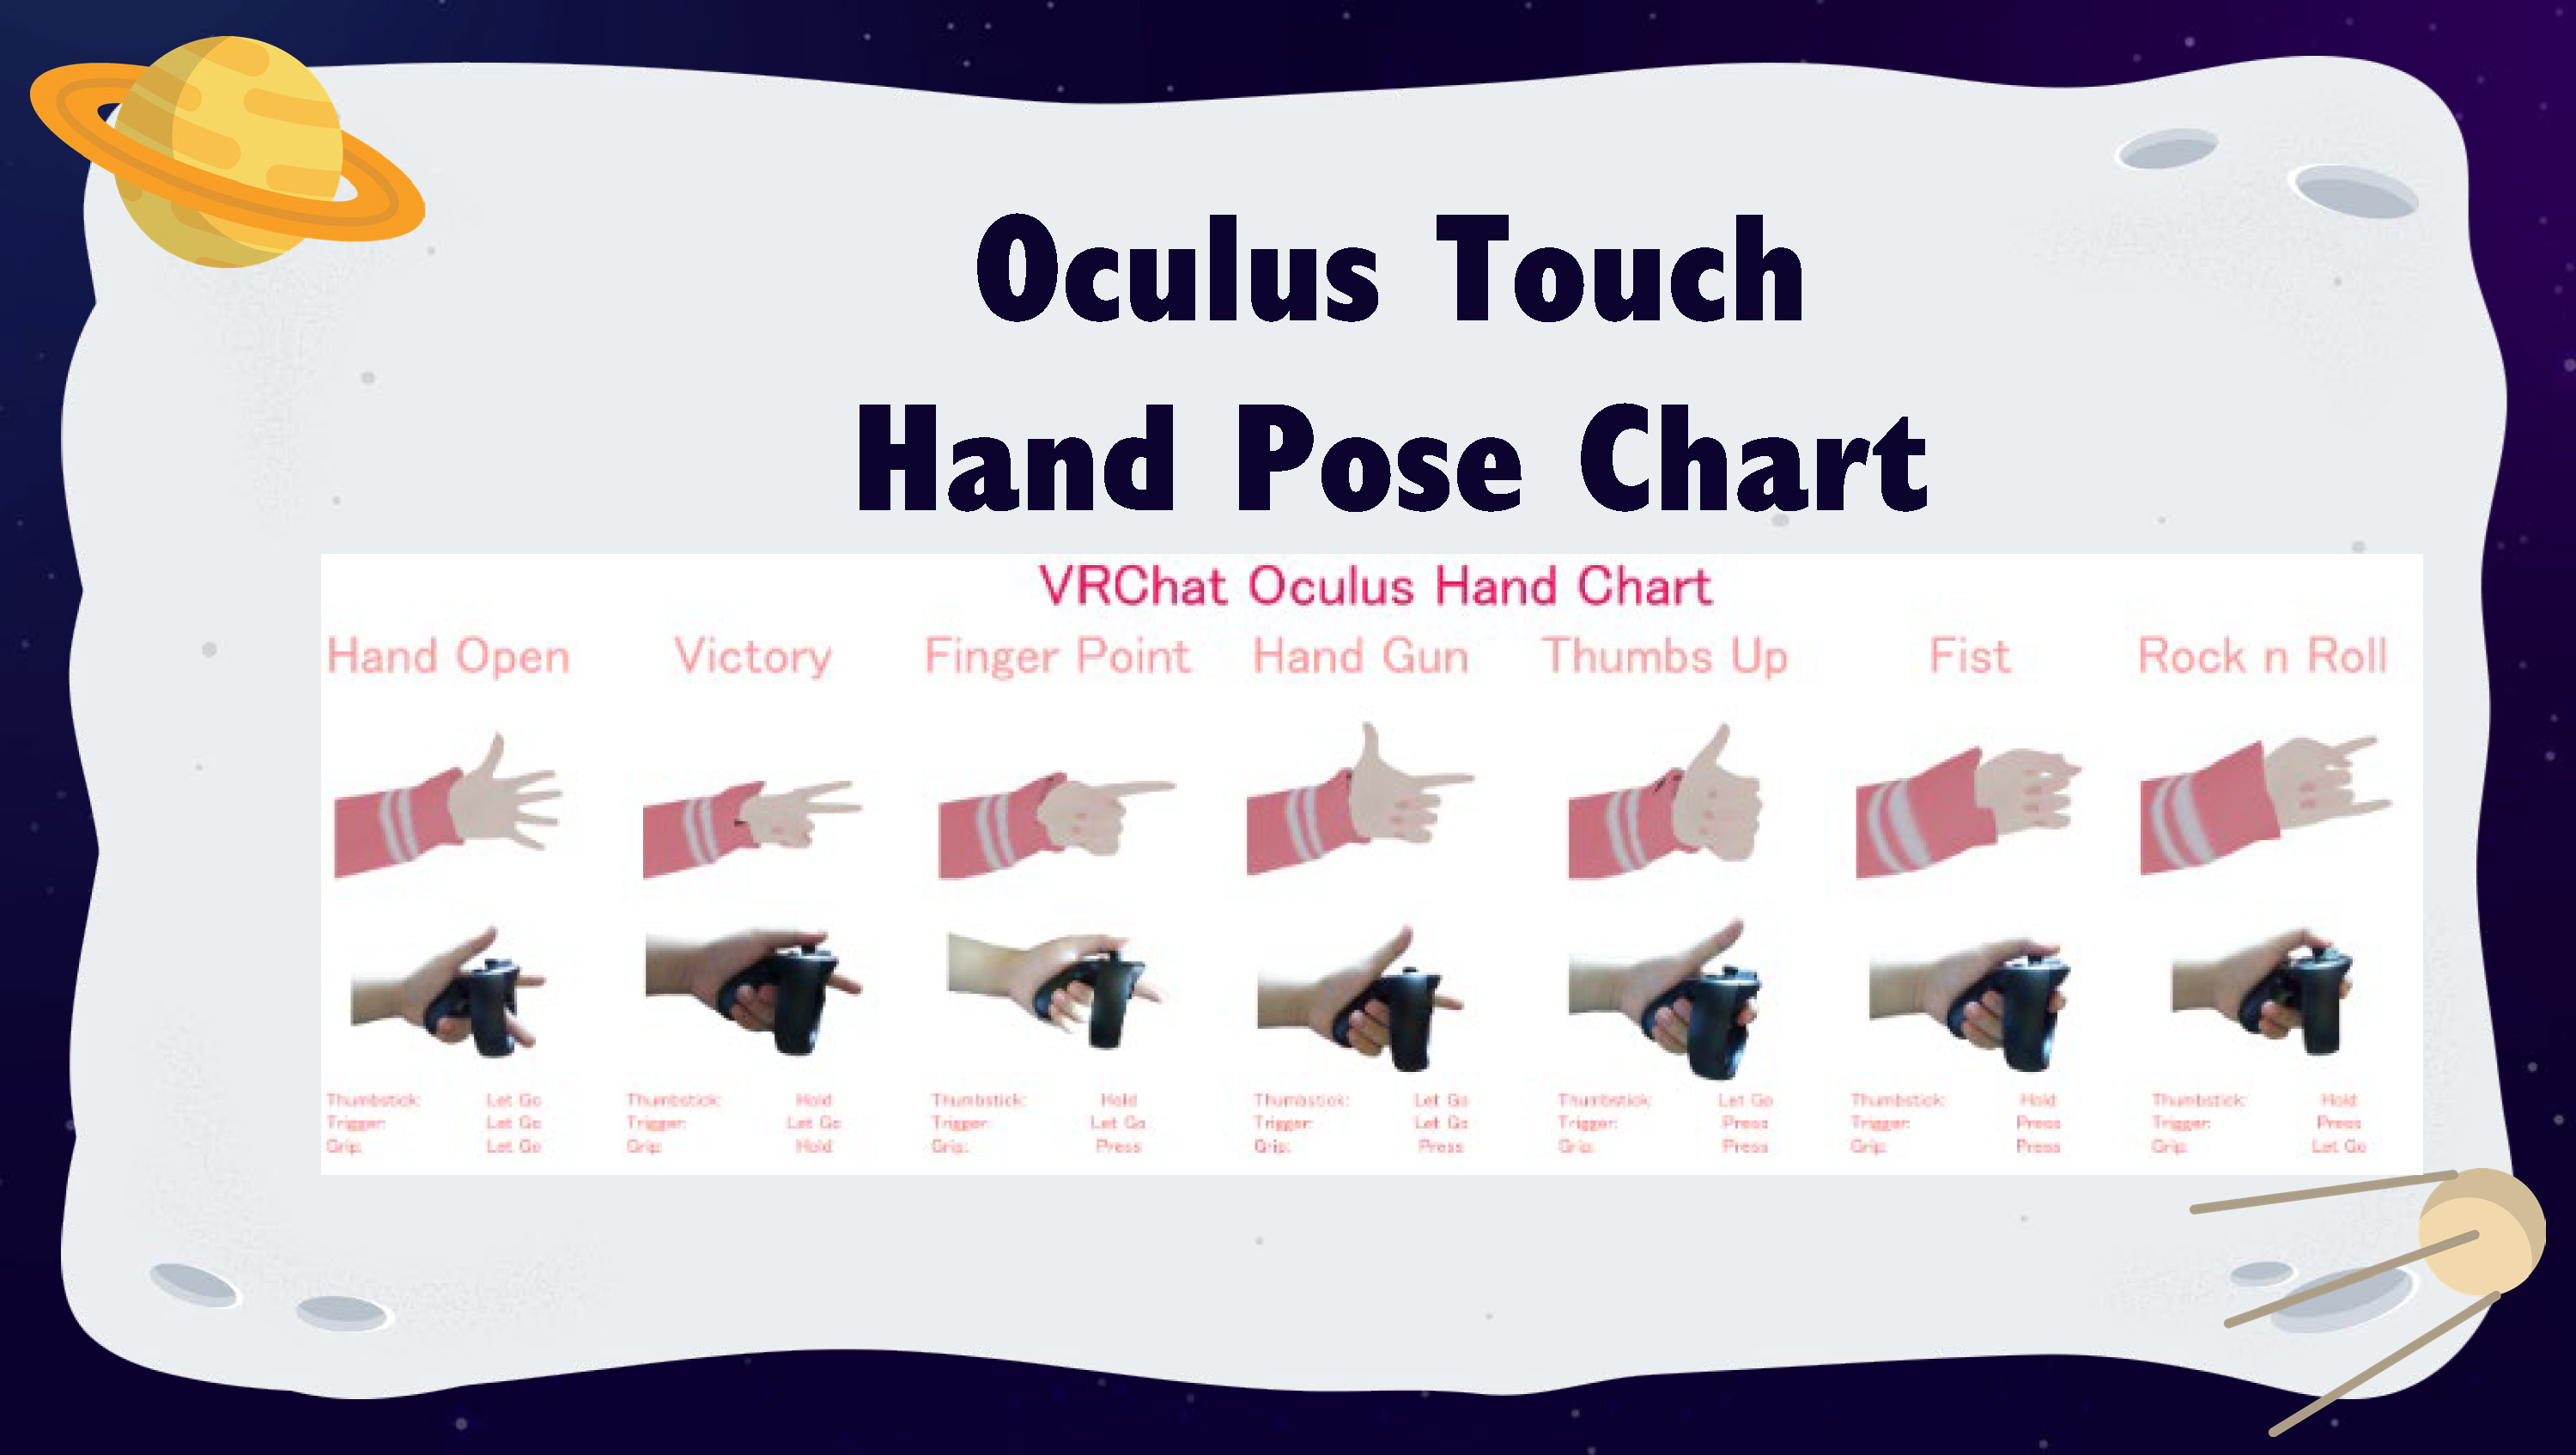 Oculus Touch
Hand Pose Chart
VRChat Oculus Hand Chart
Hand Open Victory Finger Point Hand Gun Thumbs Up Fist Rock n Roll
Thumbstick: Let Go Thumbstick: Hold Thumbstick: Hold Thumbstick: Let Go Thumbstick: Let Go Thumbstick: Hold Thumbstick: Hold
Trigger: Let Go Trigger: Let Go Trigger: Let Go Trigger: Let Go Trigger: Press Trigger: Press Trigger: Press
Grip: Let Go Grip: Hold Grip: Press Grip: Press Grip: Press Grip: Press Grip: Let Go